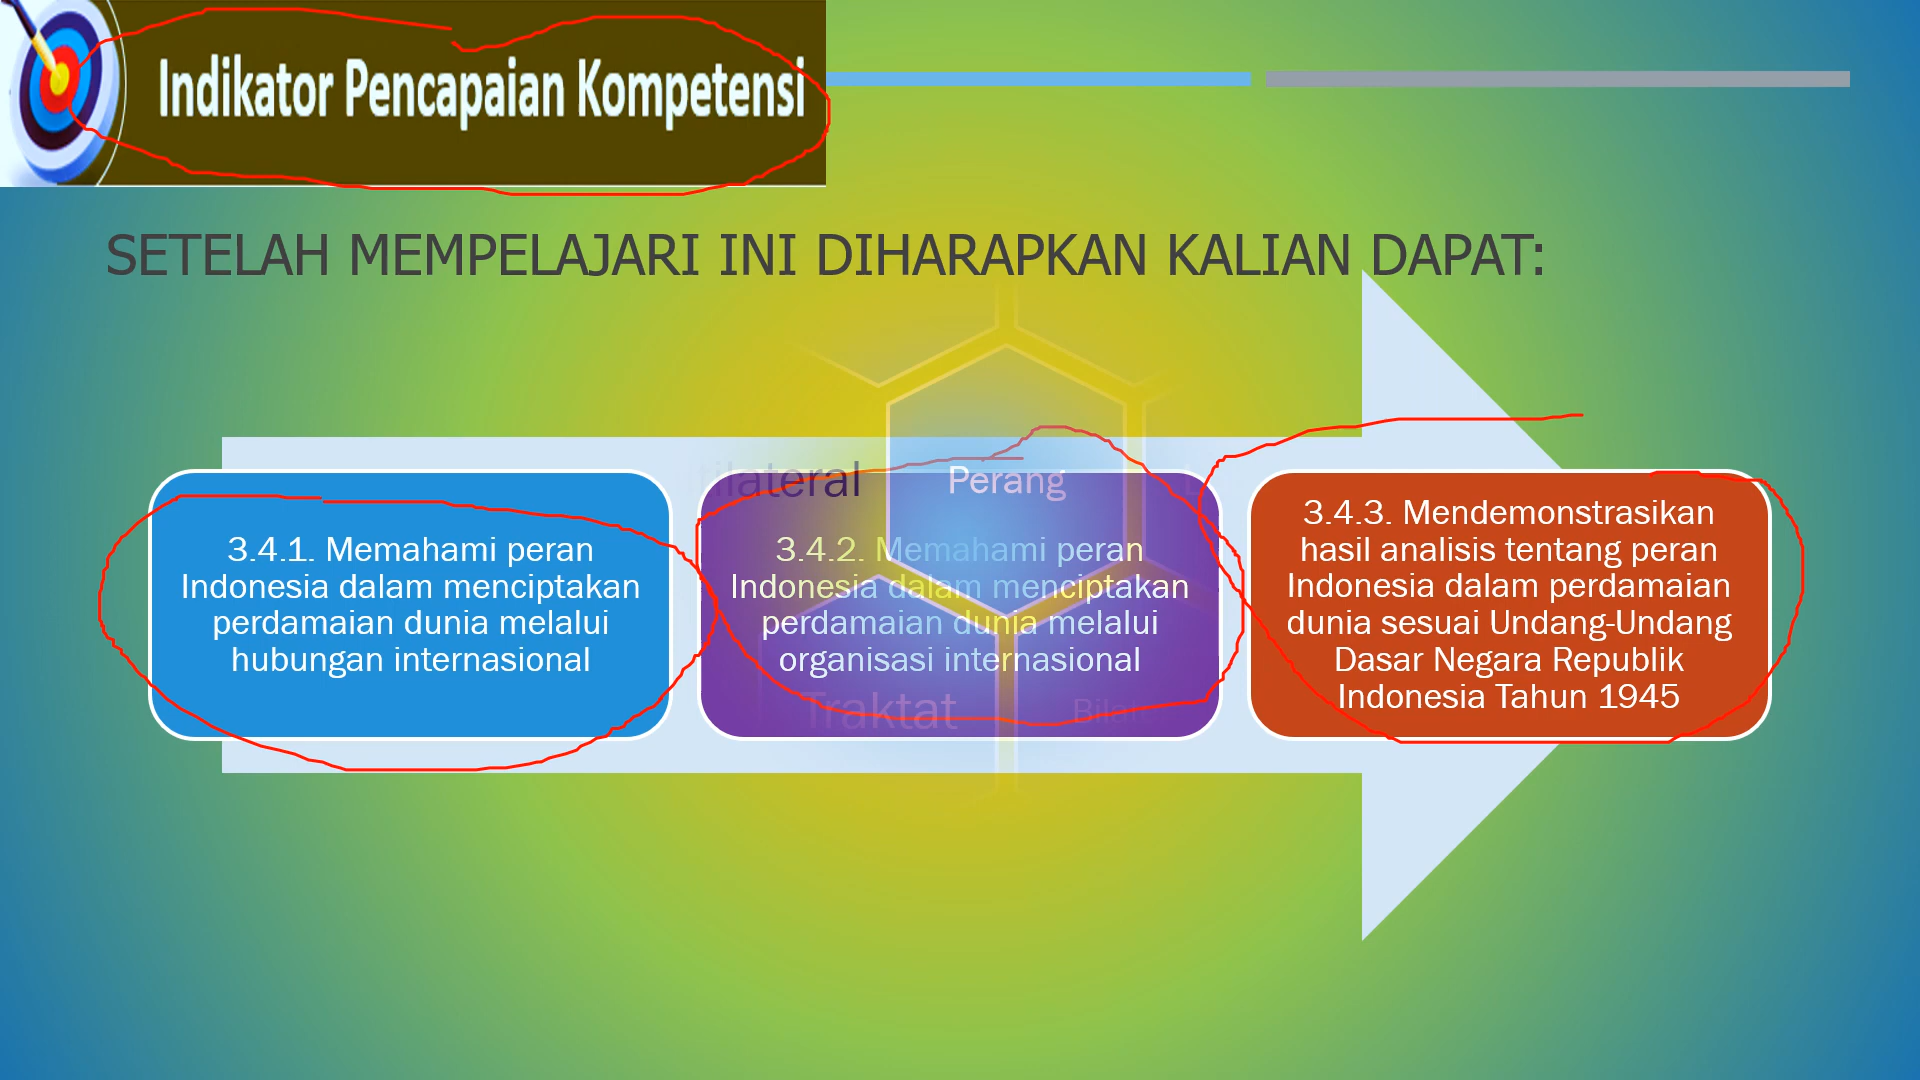 Indikator Pencapaian Kompetensi
SETELAH MEMPELAJARI INI DIHARAPKAN KALIAN DAPAT:
3.4.1. Memahami peran
Indonesia dalam menciptakan
perdamaian dunia melalui
hubungan internasional
Perang
3.4.2. Memahami peran
Indonesia dalam menciptakan
perdamaian dunia melalui
organisasi internasional
Traktat
3.4.3. Mendemonstrasikan
hasil analisis tentang peran
Indonesia dalam perdamaian
dunia sesuai Undang-Undang
Dasar Negara Republik
Indonesia Tahun 1945